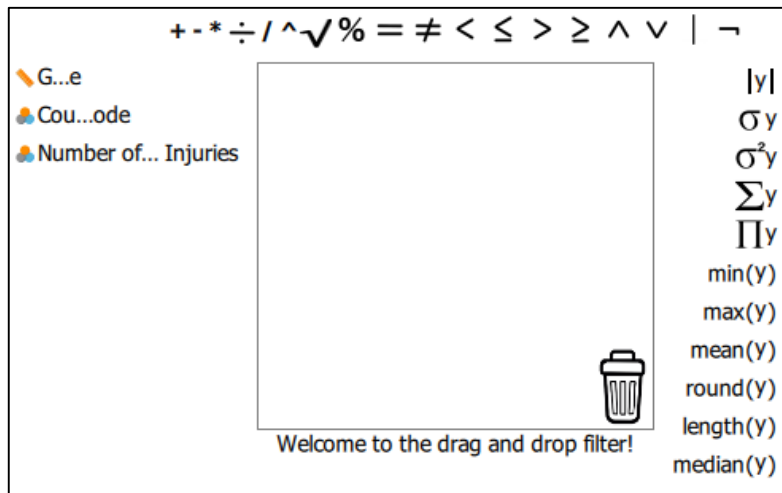 + - * ÷ / ^ √ % = ≠ < ≤ > ≥ ∧ ∨ | ¬
G...e
Cou...ode
Number of... Injuries
|y|
σ y
σ²y
∑y
∏y
min(y)
max(y)
mean(y)
round(y)
length(y)
median(y)
Welcome to the drag and drop filter!